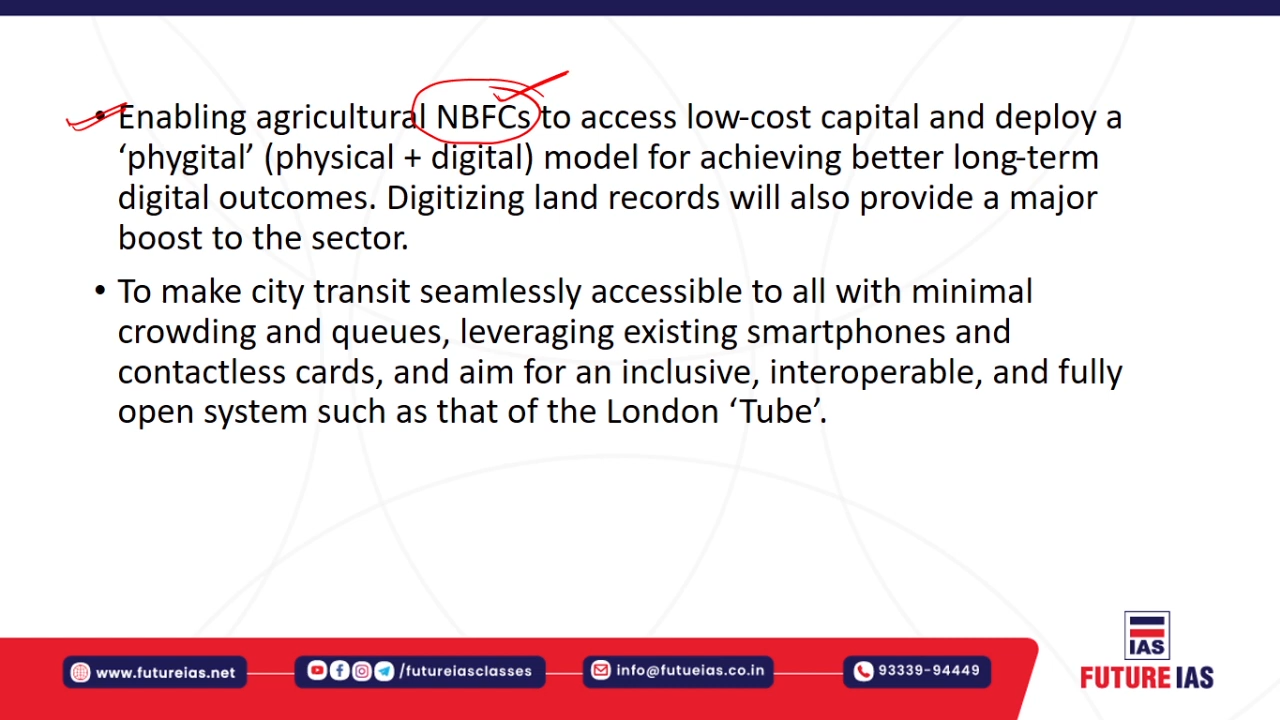 • Enabling agricultural NBFCs to access low-cost capital and deploy a
‘phygital’ (physical + digital) model for achieving better long-term
digital outcomes. Digitizing land records will also provide a major
boost to the sector.
• To make city transit seamlessly accessible to all with minimal
crowding and queues, leveraging existing smartphones and
contactless cards, and aim for an inclusive, interoperable, and fully
open system such as that of the London ‘Tube’.
IAS
FUTURE IAS
www.futureias.net
/futureiasclasses
info@futueias.co.in
93339-94449